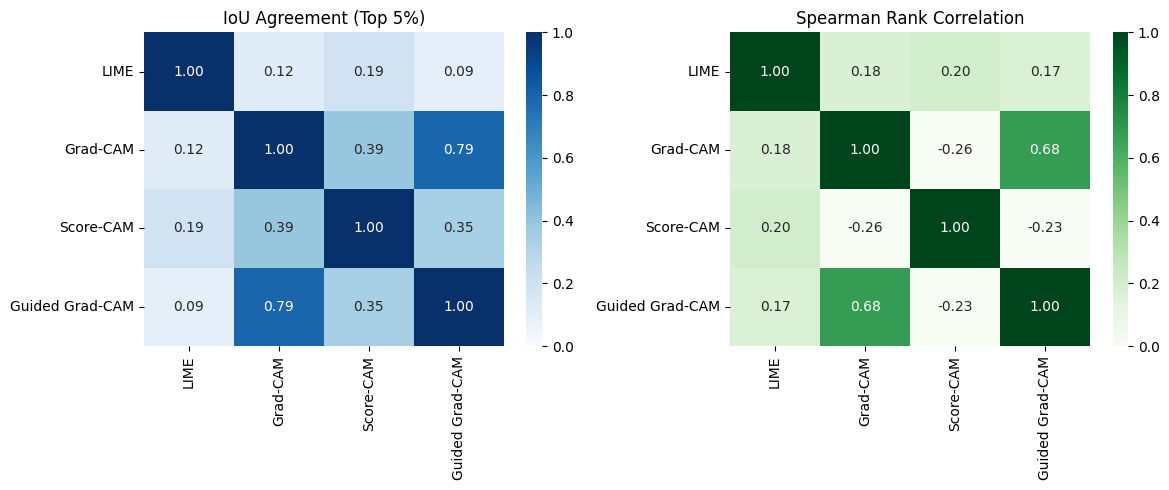 IoU Agreement (Top 5%)
LIME 1.00 0.12 0.19 0.09
Grad-CAM 0.12 1.00 0.39 0.79
Score-CAM 0.19 0.39 1.00 0.35
Guided Grad-CAM 0.09 0.79 0.35 1.00
LIME Grad-CAM Score-CAM Guided Grad-CAM
1.0
0.8
0.6
0.4
0.2
0.0
Spearman Rank Correlation
LIME 1.00 0.18 0.20 0.17
Grad-CAM 0.18 1.00 -0.26 0.68
Score-CAM 0.20 -0.26 1.00 -0.23
Guided Grad-CAM 0.17 0.68 -0.23 1.00
LIME Grad-CAM Score-CAM Guided Grad-CAM
1.0
0.8
0.6
0.4
0.2
0.0